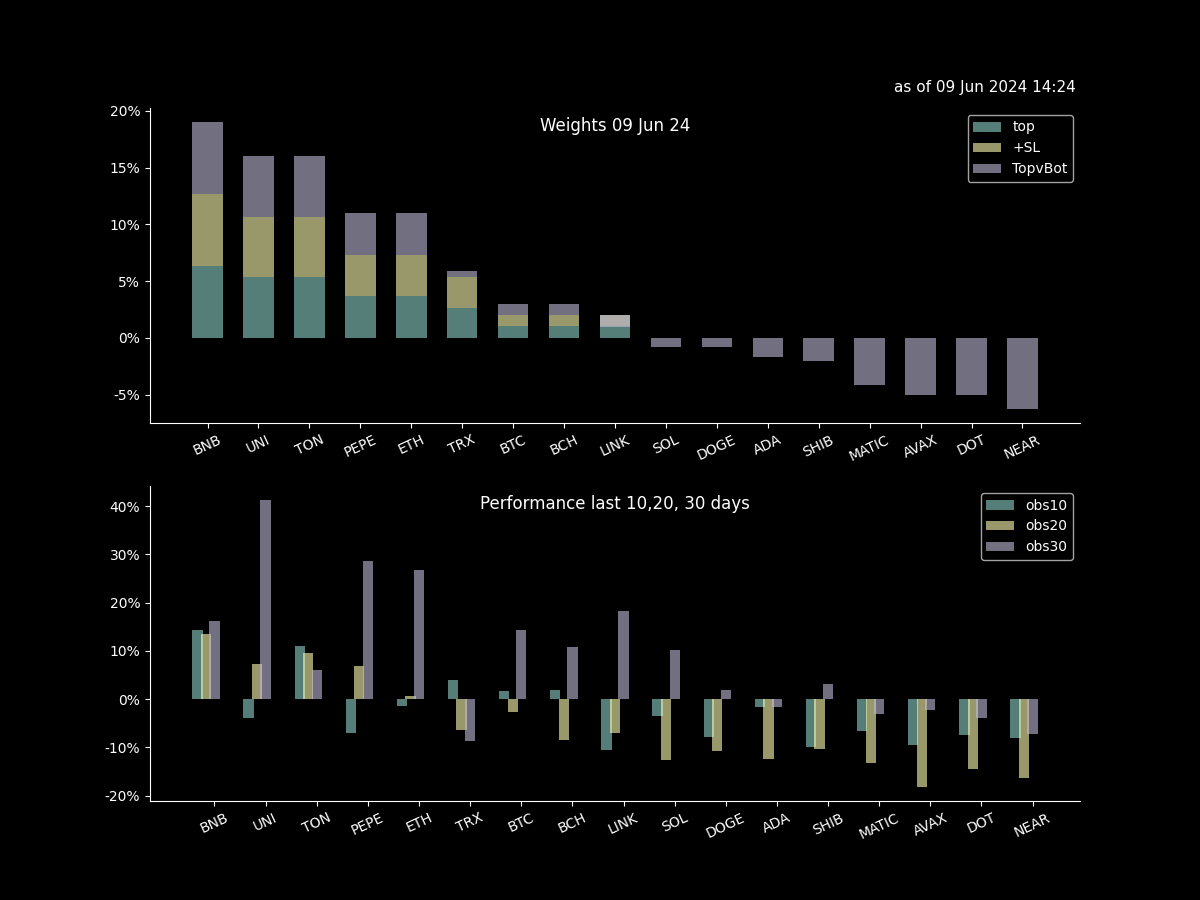 as of 09 Jun 2024 14:24
Weights 09 Jun 24
top
+SL
TopvBot
20%
15%
10%
5%
0%
-5%
BNB UNI TON PEPE ETH TRX BTC BCH LINK SOL DOGE ADA SHIB MATIC AVAX DOT NEAR
Performance last 10,20, 30 days
obs10
obs20
obs30
40%
30%
20%
10%
0%
-10%
-20%
BNB UNI TON PEPE ETH TRX BTC BCH LINK SOL DOGE ADA SHIB MATIC AVAX DOT NEAR